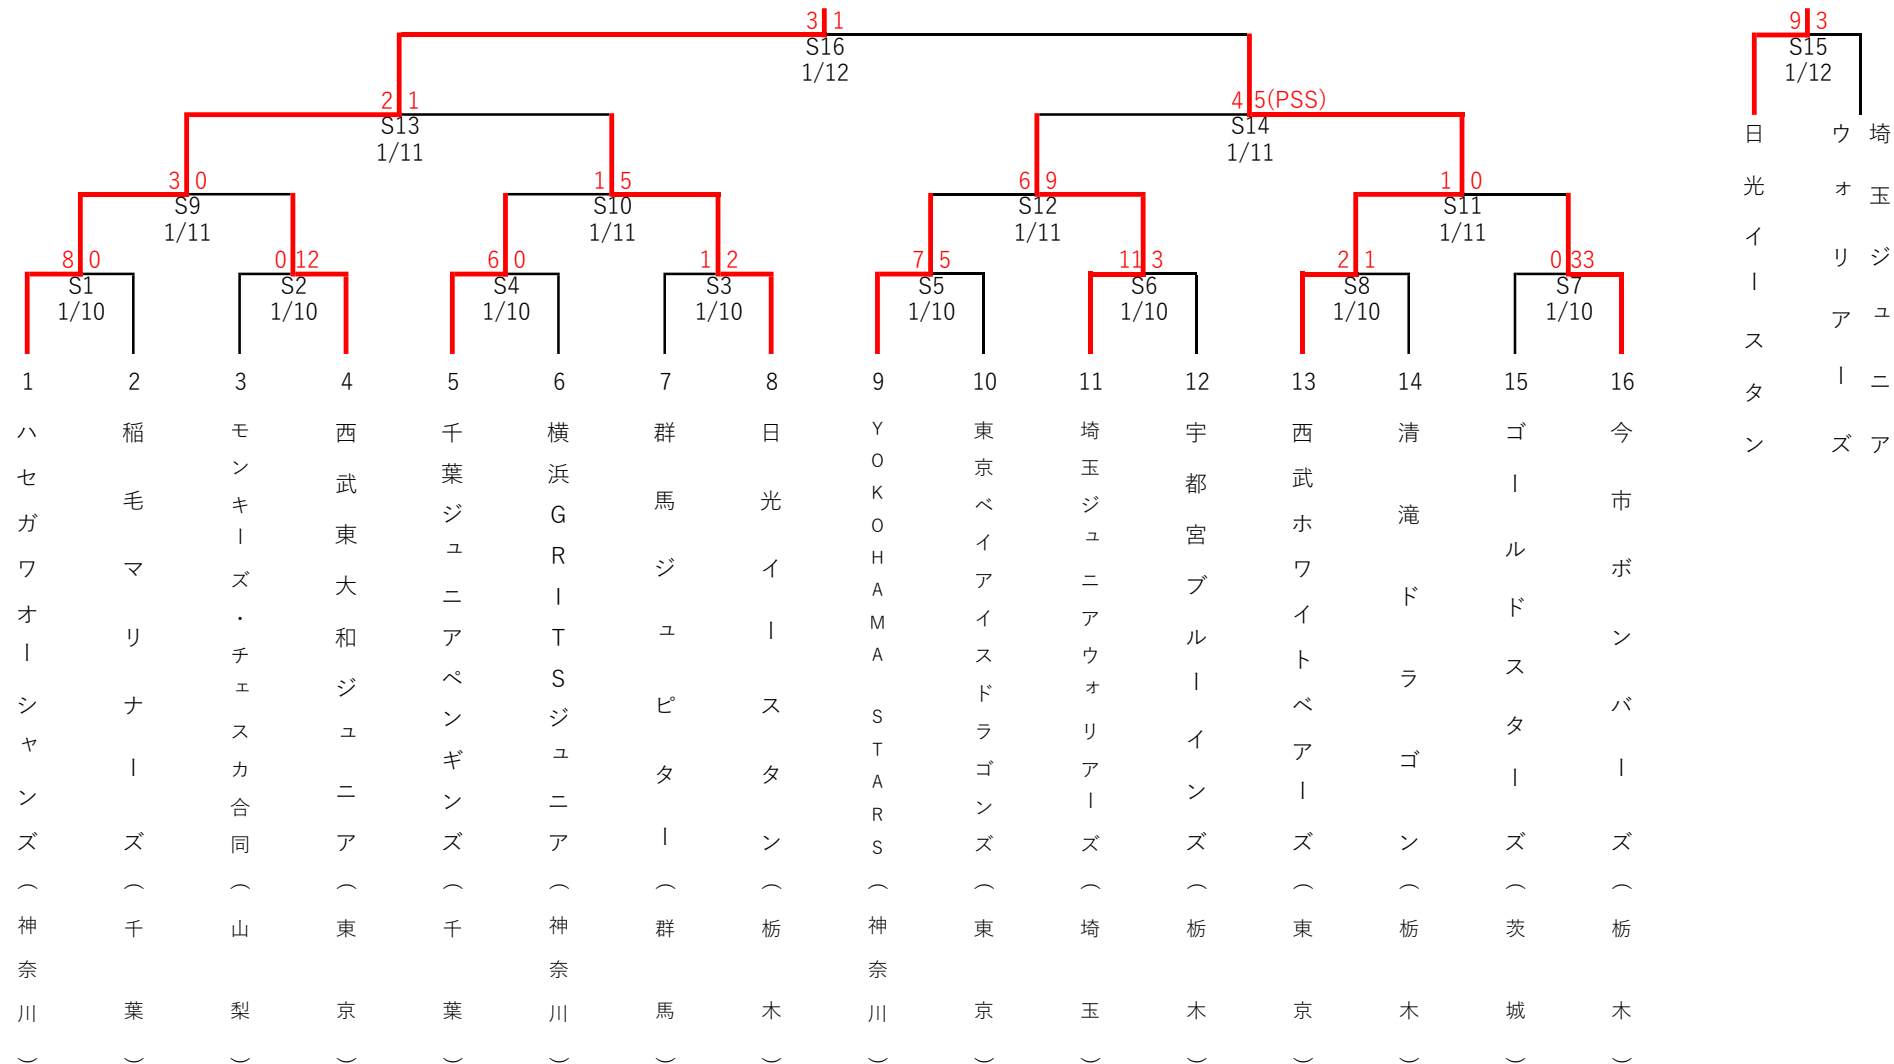 3 1
S16
1/12
9 3
S15
1/12
2 1
S13
1/11
4 5(PSS)
S14
1/11
日光イースタン
埼玉ジュニア
ウォリアーズ
3 0
S9
1/11
1 5
S10
1/11
6 9
S12
1/11
1 0
S11
1/11
8 0
S1
1/10
0 12
S2
1/10
6 0
S4
1/10
1 2
S3
1/10
7 5
S5
1/10
11 3
S6
1/10
2 1
S8
1/10
0 33
S7
1/10
1
ハセガワオーシャンズ(神奈川)
2
稲毛マリナーズ(千葉)
3
モンキーズ・チェスカ合同(山梨)
4
西武東大和ジュニア(東京)
5
千葉ジュニアペンギンズ(千葉)
6
横浜GRITSジュニア(神奈川)
7
群馬ジュピター(群馬)
8
日光イースタン(栃木)
9
YOKOHAMA STARS(神奈川)
10
東京ベイアイスドラゴンズ(東京)
11
埼玉ジュニアウォリアーズ(埼玉)
12
宇都宮ブルーインズ(栃木)
13
西武ホワイトベアーズ(東京)
14
清滝ドラゴン(栃木)
15
ゴールドスターズ(茨城)
16
今市ボンバーズ(栃木)